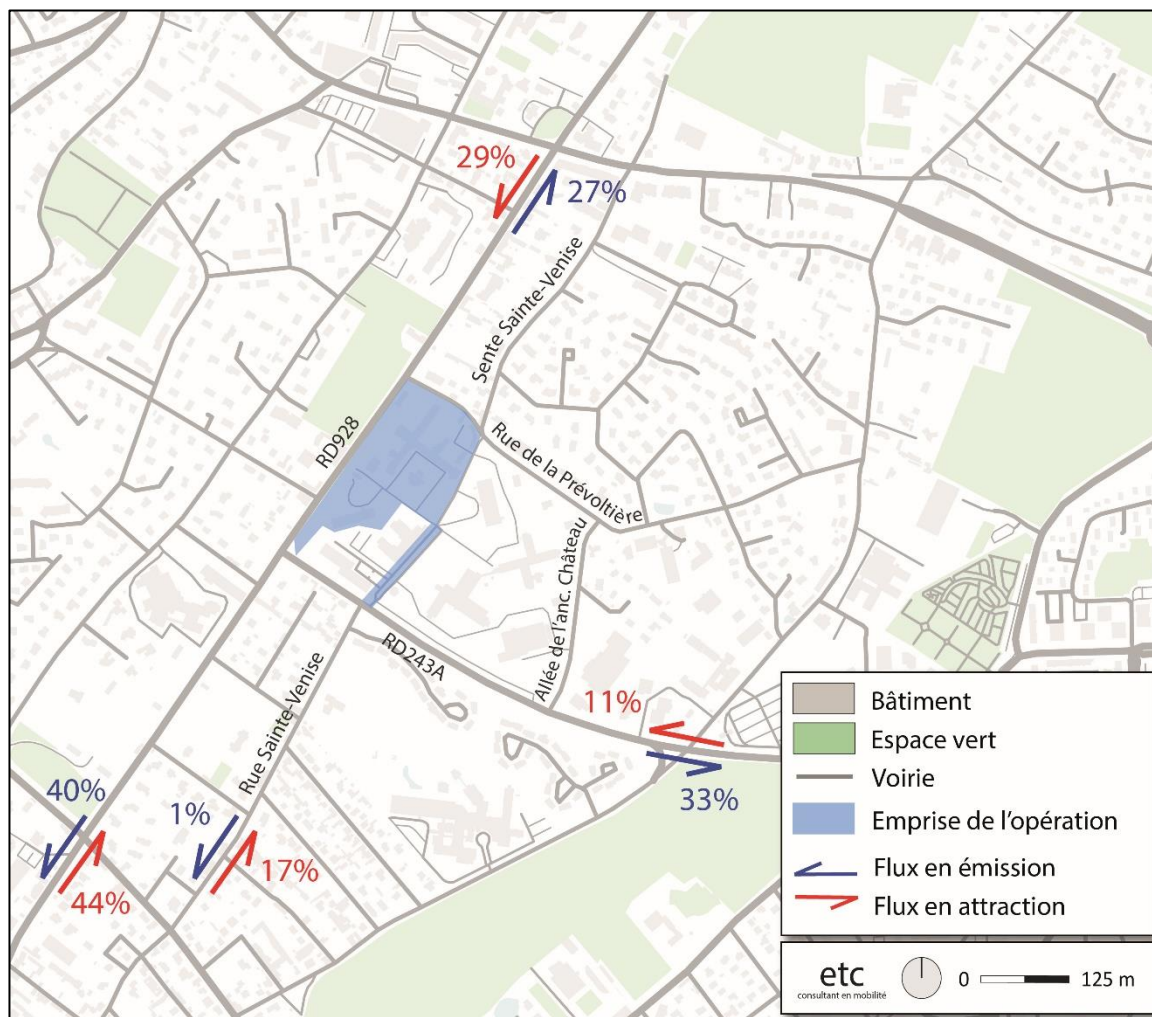 29%
27%
Sente Sainte-Venise
RD928
Rue de la Prévoltière
Allée de l'anc. Château
RD243A
Rue Sainte-Venise
11%
33%
40%
1%
17%
44%
Bâtiment
Espace vert
Voirie
Emprise de l'opération
Flux en émission
Flux en attraction
etc
consultant en mobilité
0 125 m